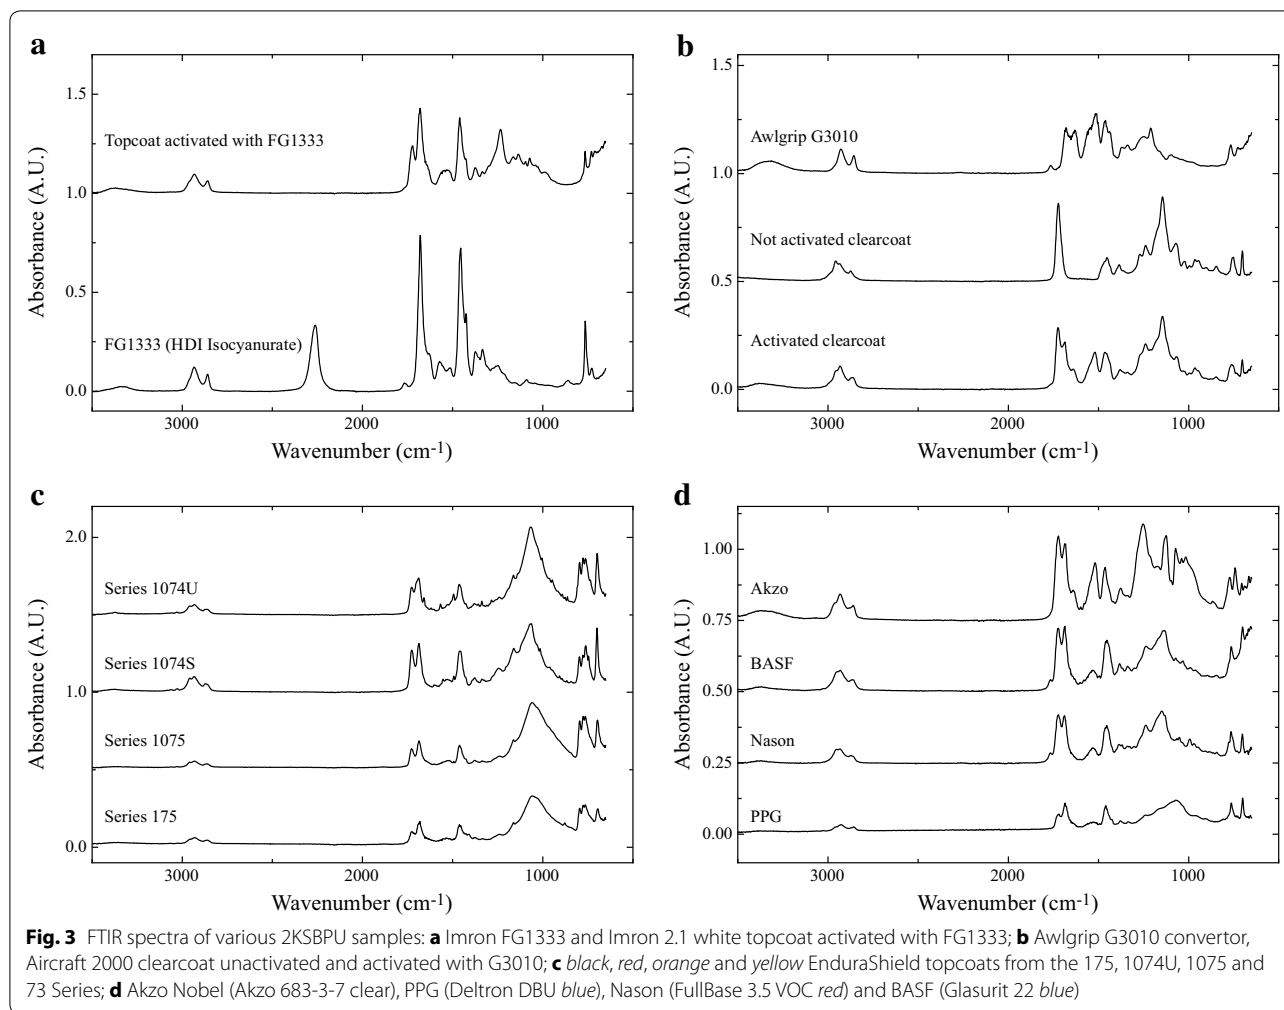 a
1.5
1.0
0.5
0.0
Absorbance (A.U.)
Topcoat activated with FG1333
FG1333 (HDI Isocyanurate)
3000 2000 1000
Wavenumber (cm-1)
b
1.5
1.0
0.5
0.0
Absorbance (A.U.)
Awlgrip G3010
Not activated clearcoat
Activated clearcoat
3000 2000 1000
Wavenumber (cm-1)
c
2.0
1.0
0.0
Absorbance (A.U.)
Series 1074U
Series 1074S
Series 1075
Series 175
3000 2000 1000
Wavenumber (cm-1)
d
1.00
0.75
0.50
0.25
0.00
Absorbance (A.U.)
Akzo
BASF
Nason
PPG
3000 2000 1000
Wavenumber (cm-1)
Fig. 3 FTIR spectra of various 2KSBPU samples: a Imron FG1333 and Imron 2.1 white topcoat activated with FG1333; b Awlgrip G3010 convertor,
Aircraft 2000 clearcoat unactivated and activated with G3010; c black, red, orange and yellow EnduraShield topcoats from the 175, 1074U, 1075 and
73 Series; d Akzo Nobel (Akzo 683-3-7 clear), PPG (Deltron DBU blue), Nason (FullBase 3.5 VOC red) and BASF (Glasurit 22 blue)